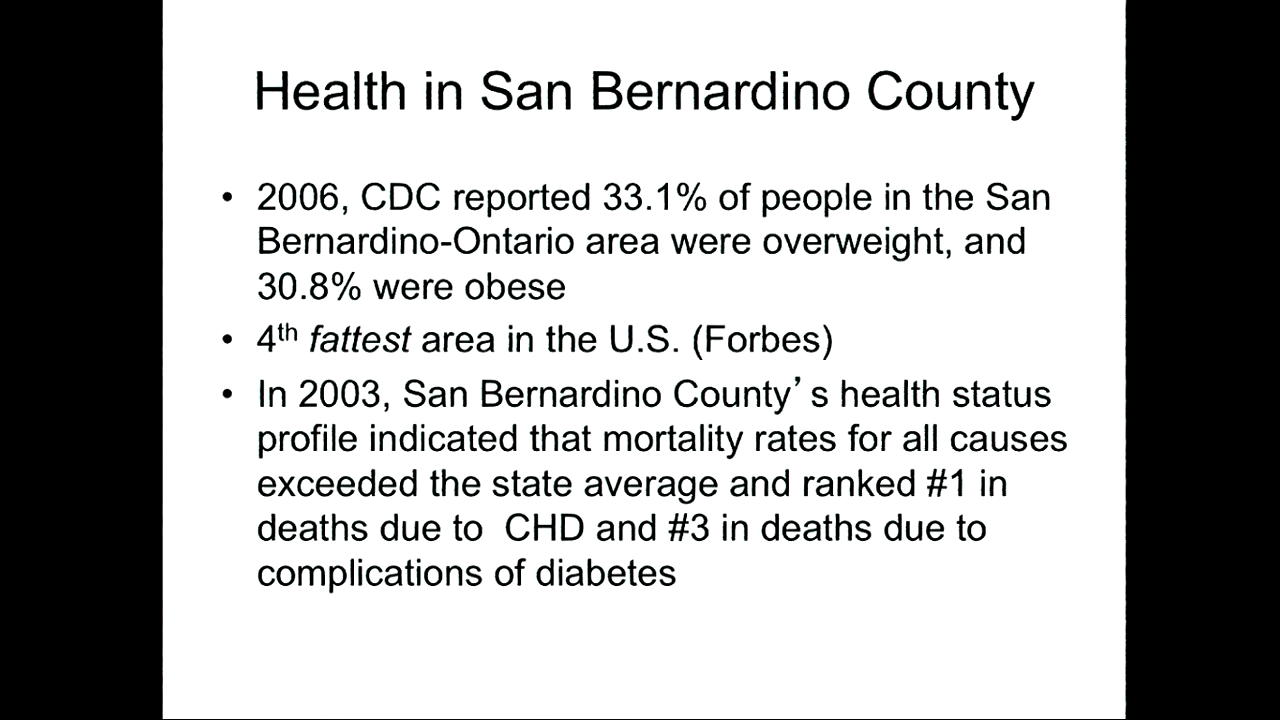 Health in San Bernardino County
• 2006, CDC reported 33.1% of people in the San
Bernardino-Ontario area were overweight, and
30.8% were obese
• 4th fattest area in the U.S. (Forbes)
• In 2003, San Bernardino County’s health status
profile indicated that mortality rates for all causes
exceeded the state average and ranked #1 in
deaths due to  CHD and #3 in deaths due to
complications of diabetes